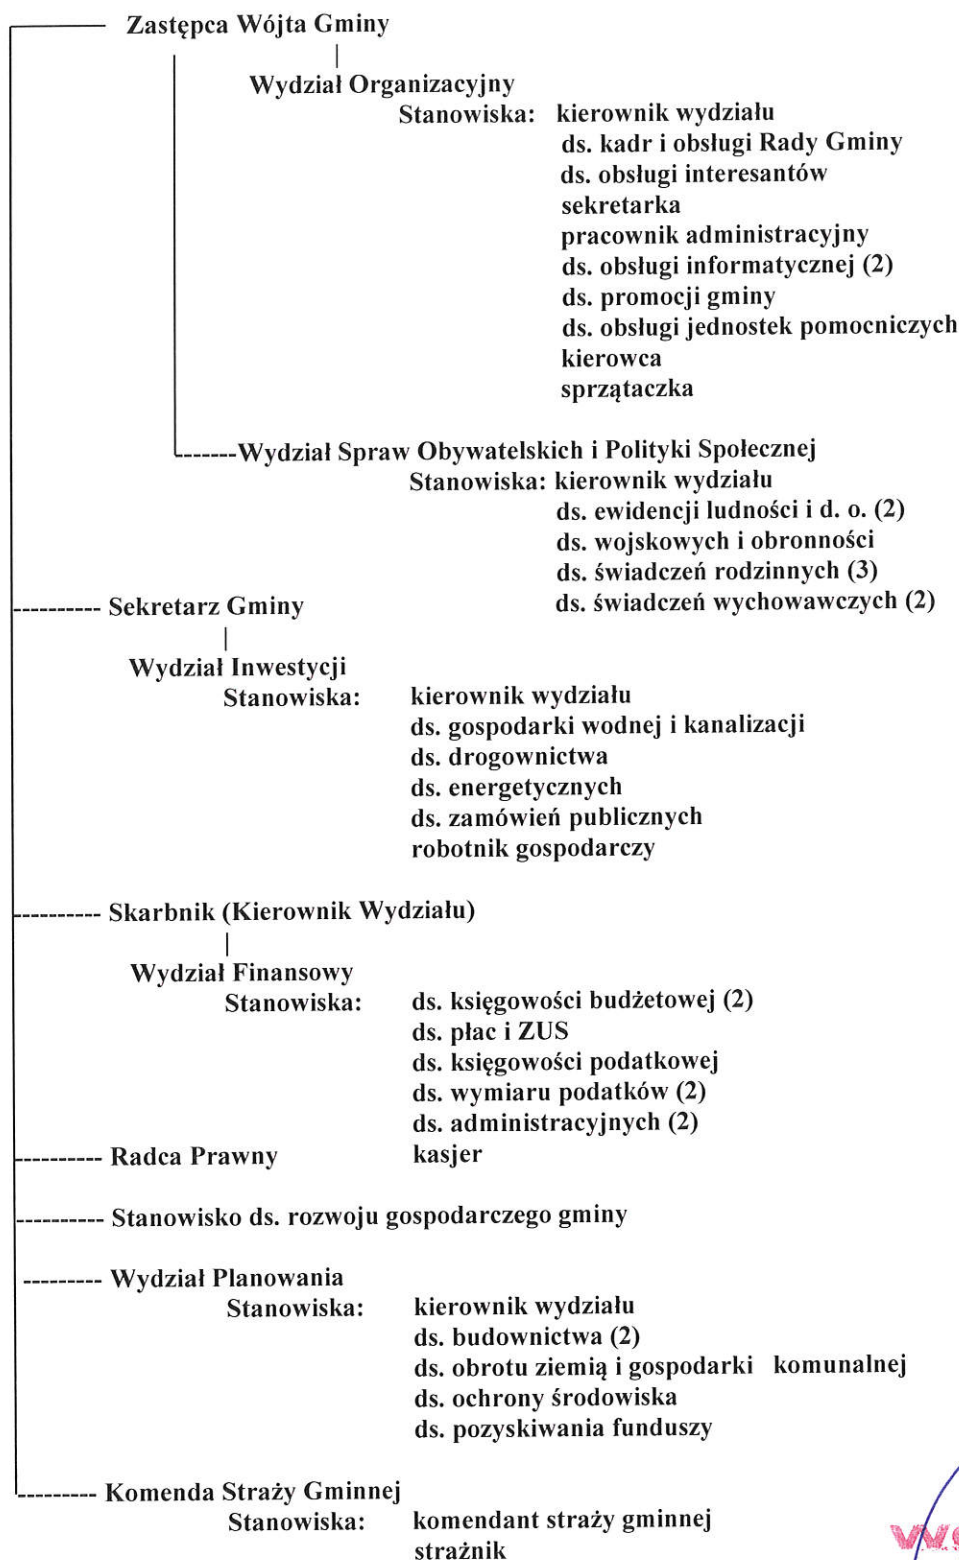 Zastępca Wójta Gminy
Wydział Organizacyjny
Stanowiska: kierownik wydziału
ds. kadr i obsługi Rady Gminy
ds. obsługi interesantów
sekretarka
pracownik administracyjny
ds. obsługi informatycznej (2)
ds. promocji gminy
ds. obsługi jednostek pomocniczych
kierowca
sprzątaczka
Wydział Spraw Obywatelskich i Polityki Społecznej
Stanowiska: kierownik wydziału
ds. ewidencji ludności i d. o. (2)
ds. wojskowych i obronności
ds. świadczeń rodzinnych (3)
ds. świadczeń wychowawczych (2)
Sekretarz Gminy
Wydział Inwestycji
Stanowiska: kierownik wydziału
ds. gospodarki wodnej i kanalizacji
ds. drogownictwa
ds. energetycznych
ds. zamówień publicznych
robotnik gospodarczy
Skarbnik (Kierownik Wydziału)
Wydział Finansowy
Stanowiska: ds. księgowości budżetowej (2)
ds. płac i ZUS
ds. księgowości podatkowej
ds. wymiaru podatków (2)
ds. administracyjnych (2)
kasjer
Radca Prawny
Stanowisko ds. rozwoju gospodarczego gminy
Wydział Planowania
Stanowiska: kierownik wydziału
ds. budownictwa (2)
ds. obrotu ziemią i gospodarki komunalnej
ds. ochrony środowiska
ds. pozyskiwania funduszy
Komenda Straży Gminnej
Stanowiska: komendant straży gminnej
strażnik